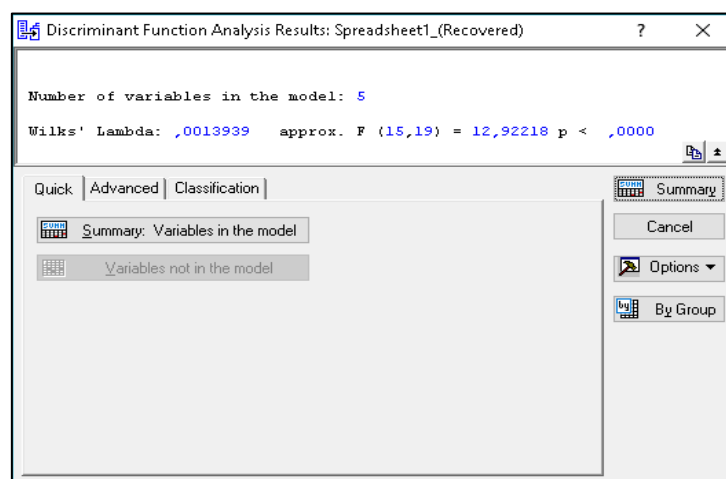 Discriminant Function Analysis Results: Spreadsheet1_(Recovered) ? ×
Number of variables in the model: 5
Wilks' Lambda: ,0013939 approx. F (15,19) = 12,92218 p < ,0000
Quick Advanced Classification
Summary: Variables in the model
Variables not in the model
Summary
Cancel
Options
By Group